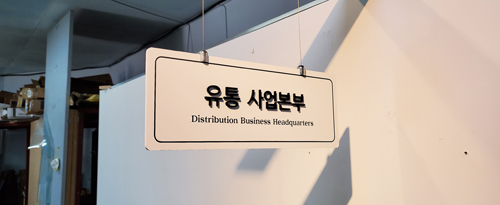 유통 사업본부
Distribution Business Headquarters